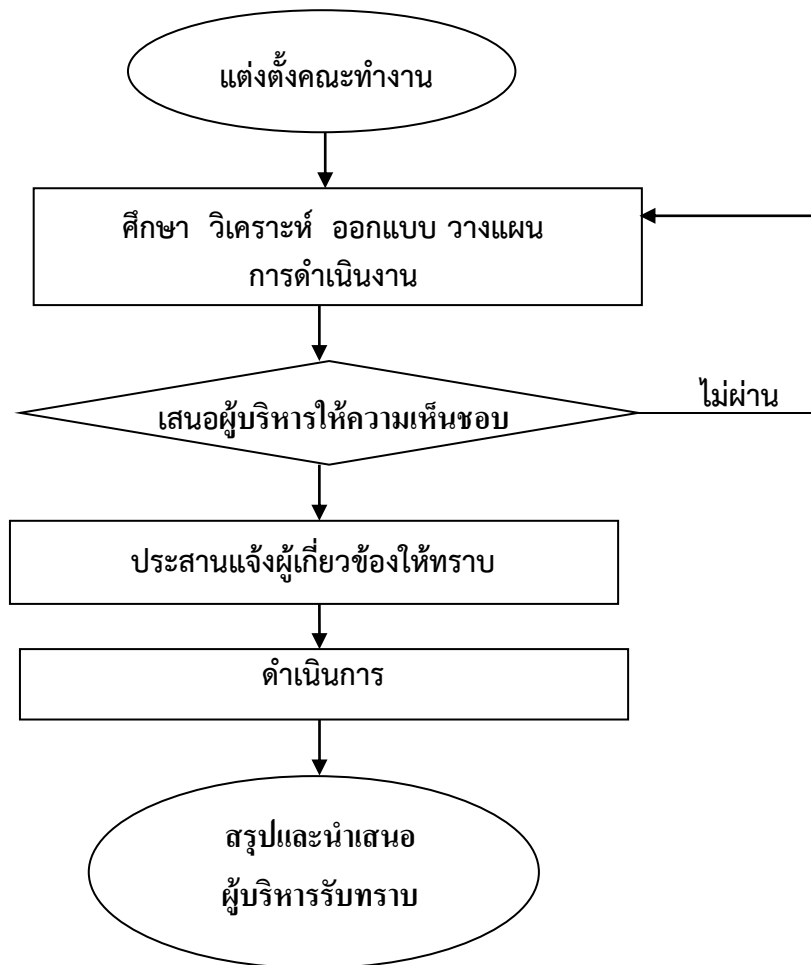 แต่งตั้งคณะทำงาน
ศึกษา วิเคราะห์ ออกแบบ วางแผน
การดำเนินงาน
เสนอผู้บริหารให้ความเห็นชอบ
ไม่ผ่าน
ประสานแจ้งผู้เกี่ยวข้องให้ทราบ
ดำเนินการ
สรุปและนำเสนอ
ผู้บริหารรับทราบ